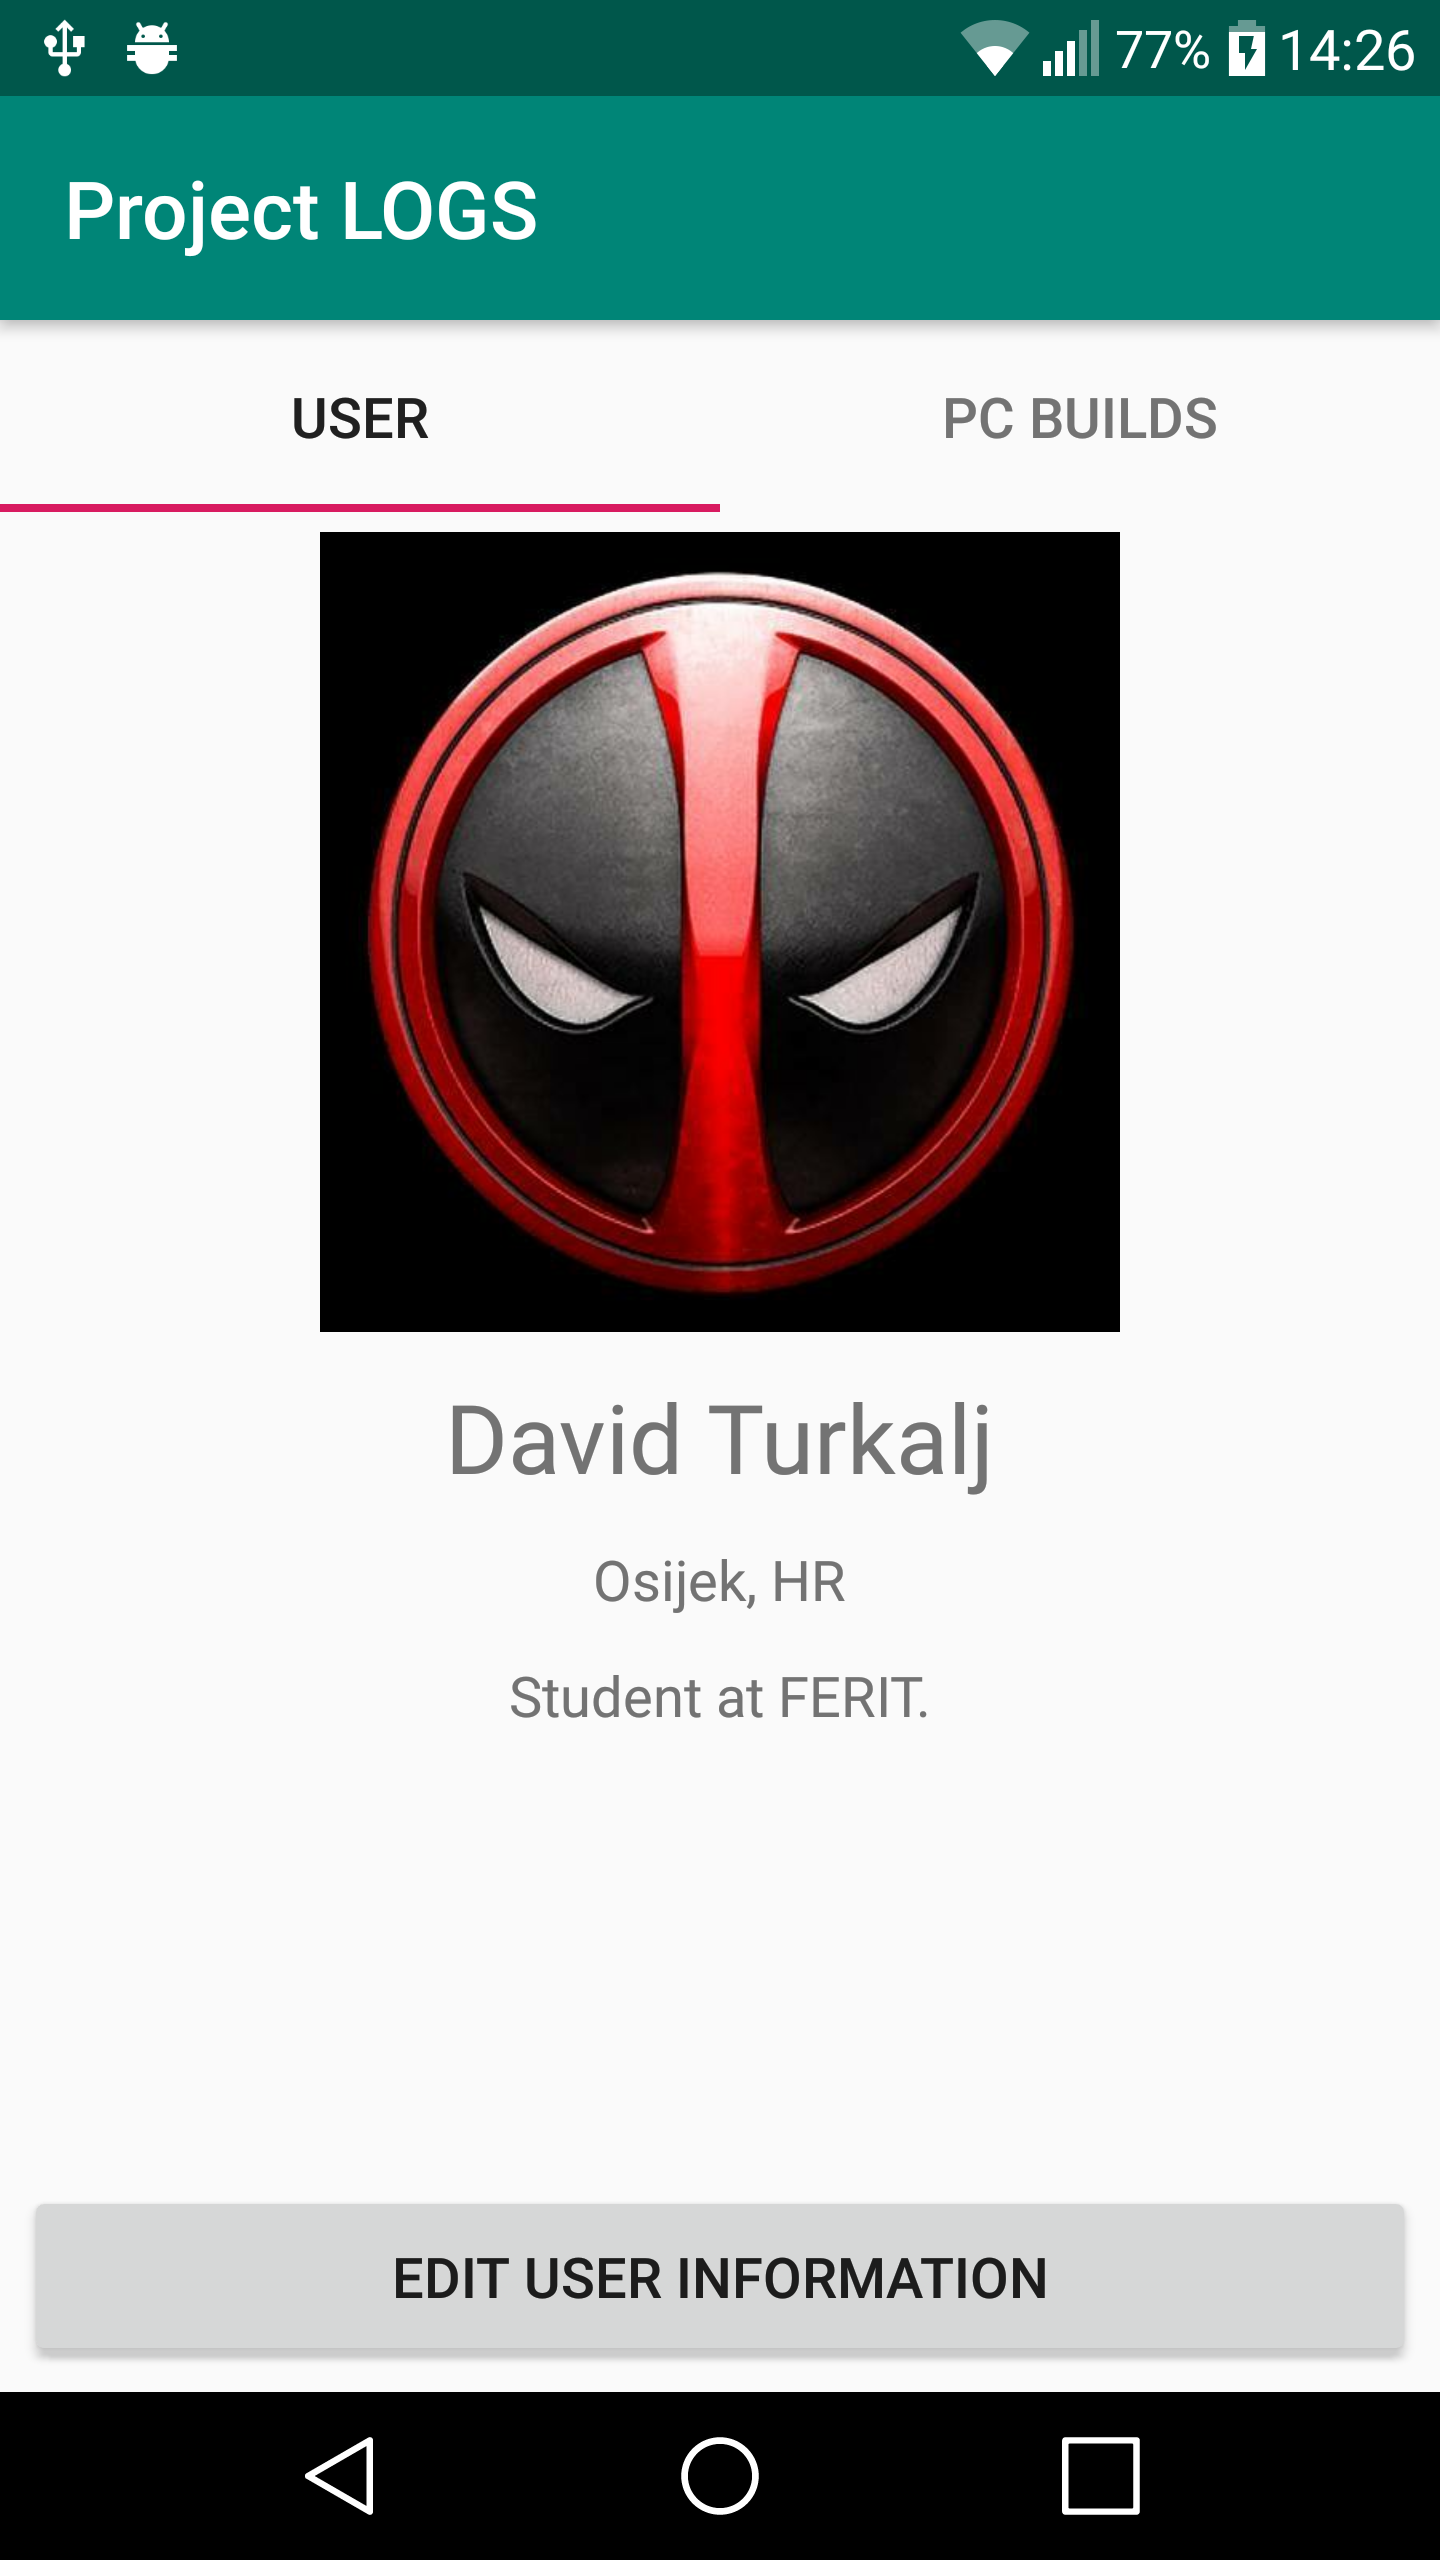 77% 14:26
Project LOGS
USER PC BUILDS
David Turkalj
Osijek, HR
Student at FERIT.
EDIT USER INFORMATION